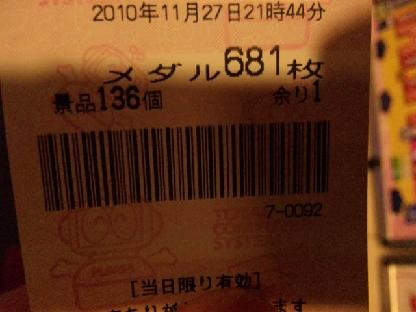 2010年11月27日21時44分
メダル681枚
景品136個 余り1
7-0092
[当日限り有効]